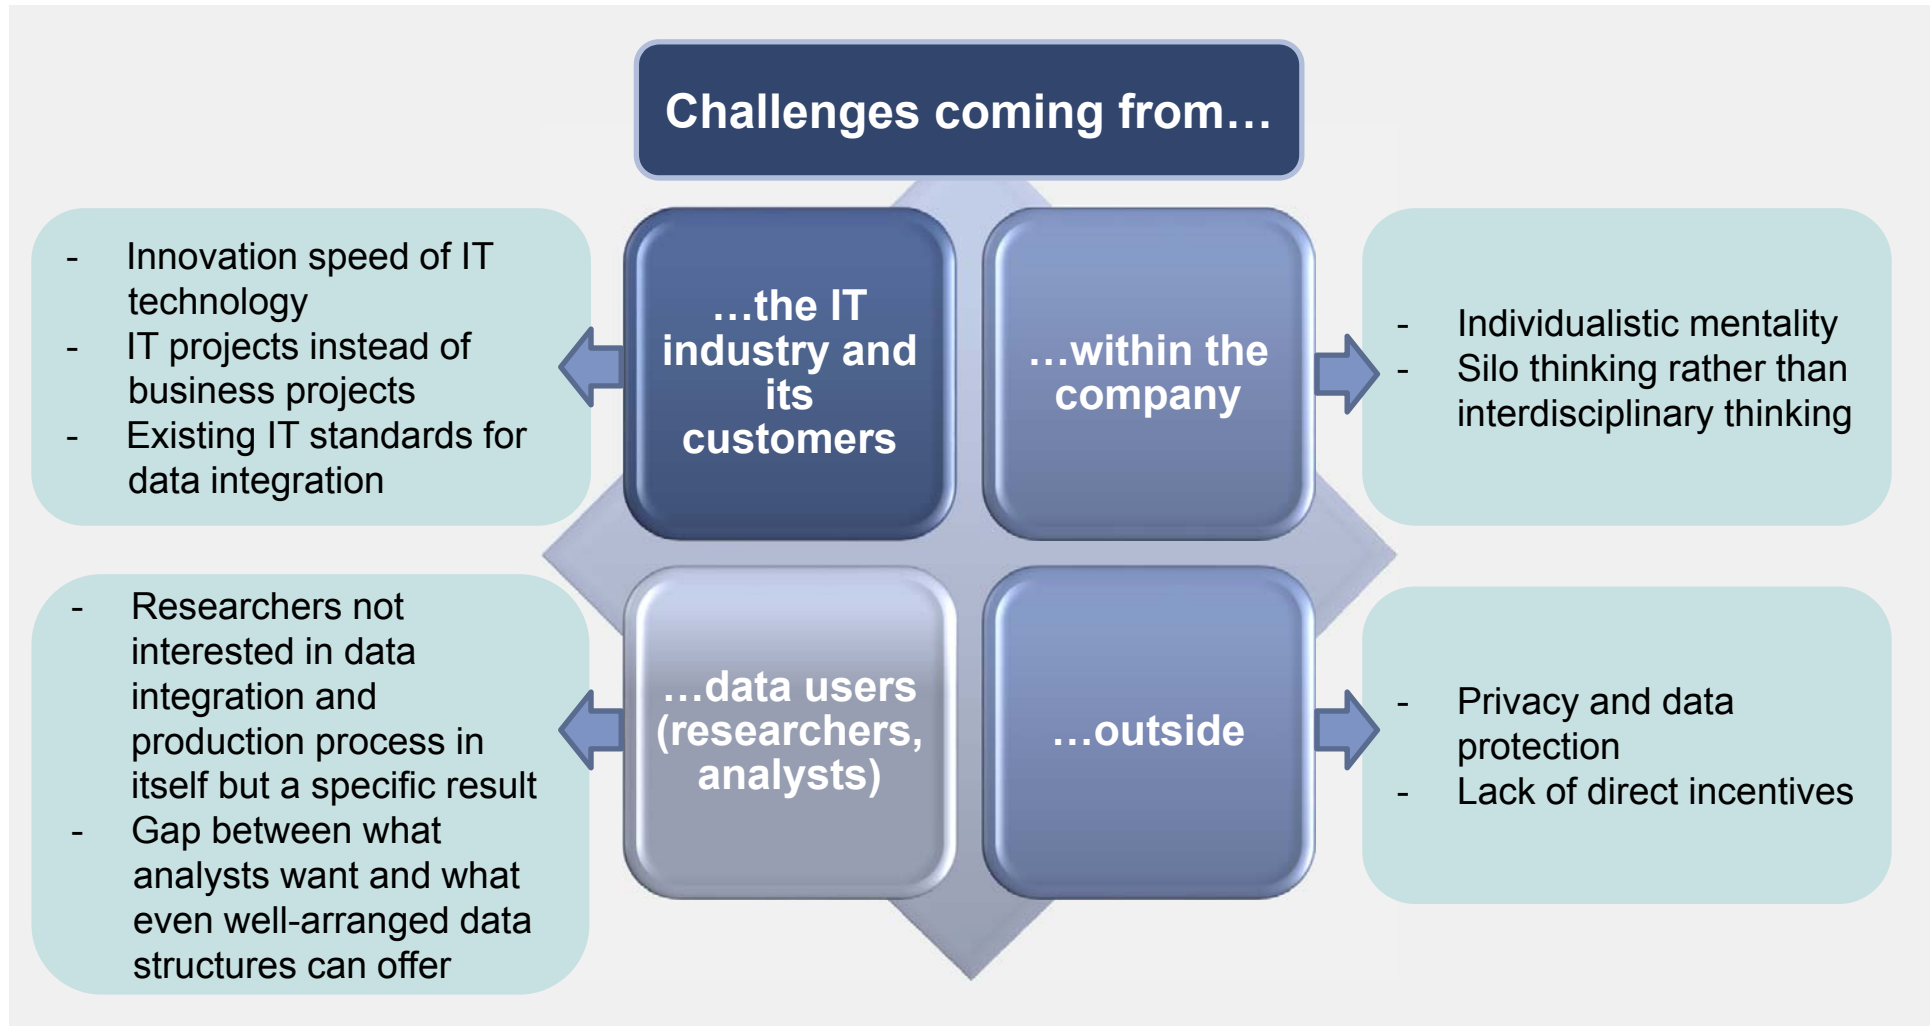 Challenges coming from…
- Innovation speed of IT
technology
- IT projects instead of
business projects
- Existing IT standards for
data integration
…the IT
industry and
its
customers
…within the
company
- Individualistic mentality
- Silo thinking rather than
interdisciplinary thinking
- Researchers not
interested in data
integration and
production process in
itself but a specific result
- Gap between what
analysts want and what
even well-arranged data
structures can offer
…data users
(researchers,
analysts)
…outside
- Privacy and data
protection
- Lack of direct incentives